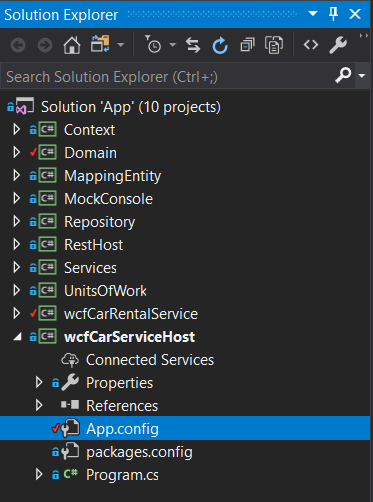 Solution Explorer
Search Solution Explorer (Ctrl+;)
Solution 'App' (10 projects)
C# Context
C# Domain
C# MappingEntity
C# MockConsole
C# Repository
C# RestHost
C# Services
C# UnitsOfWork
C# wcfCarRentalService
C# wcfCarServiceHost
Connected Services
Properties
References
App.config
packages.config
C# Program.cs